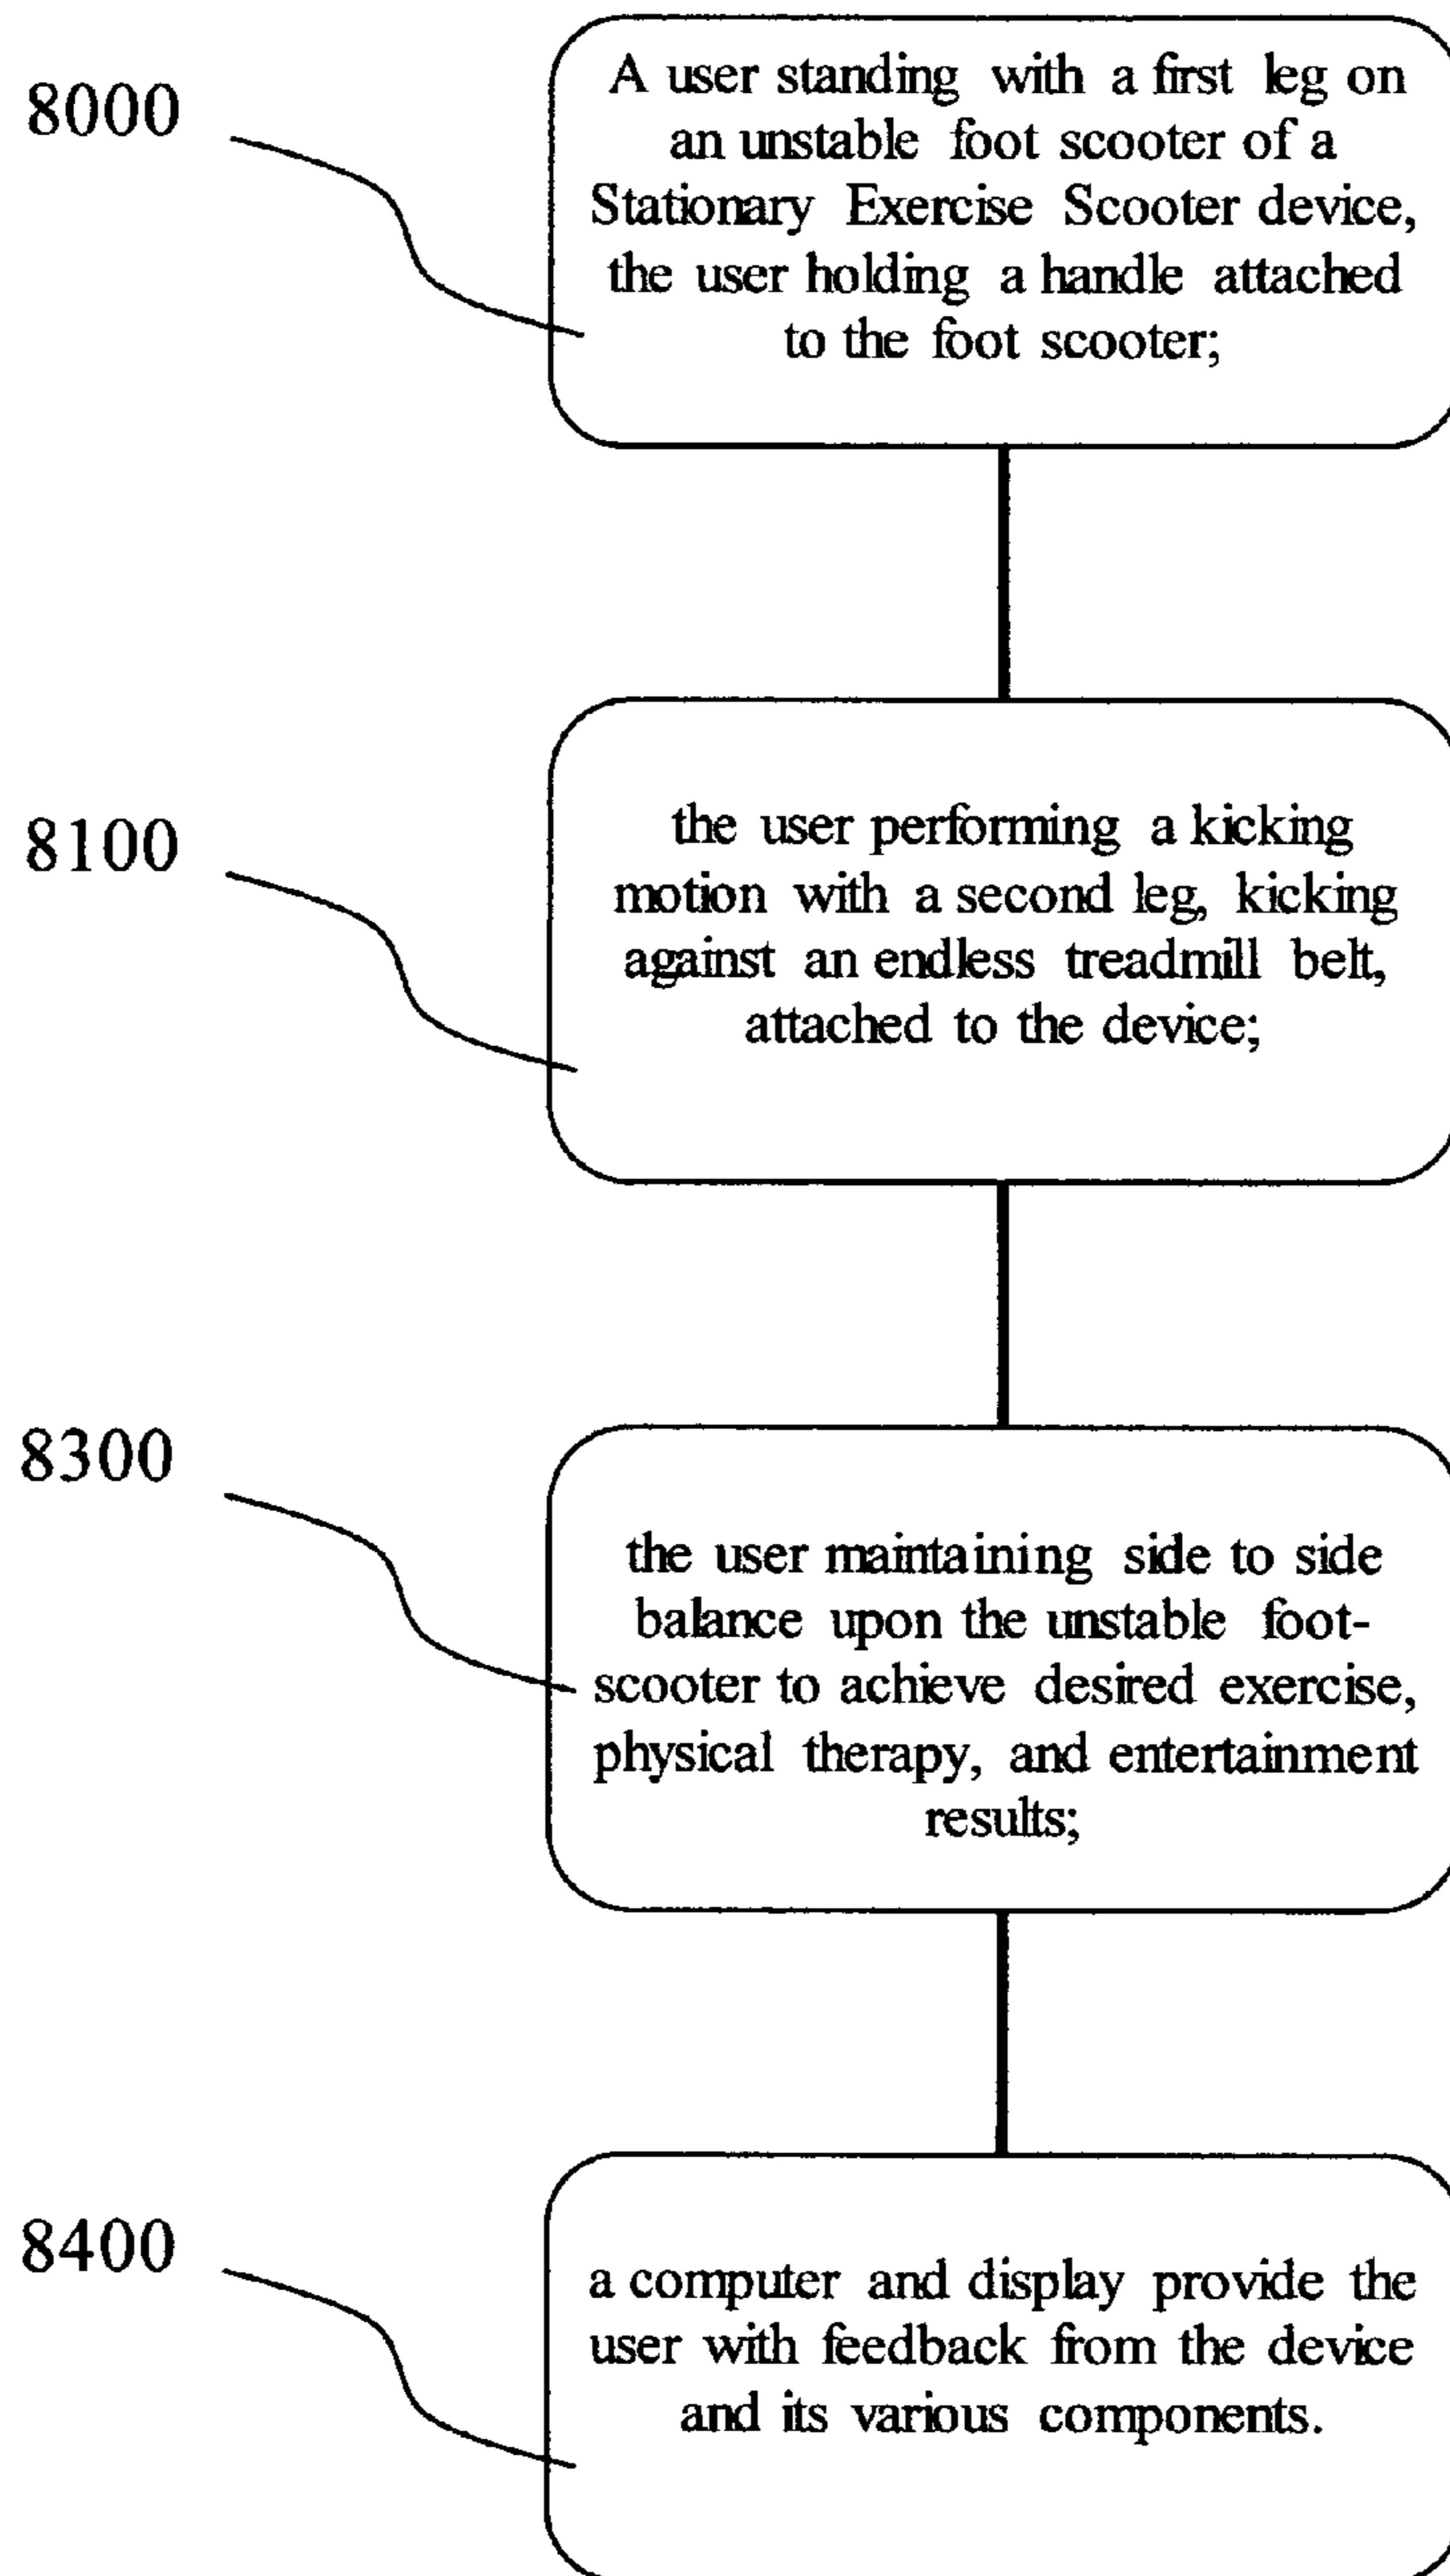 8000
A user standing with a first leg on
an unstable foot scooter of a
Stationary Exercise Scooter device,
the user holding a handle attached
to the foot scooter;
8100
the user performing a kicking
motion with a second leg, kicking
against an endless treadmill belt,
attached to the device;
8300
the user maintaining side to side
balance upon the unstable foot-
scooter to achieve desired exercise,
physical therapy, and entertainment
results;
8400
a computer and display provide the
user with feedback from the device
and its various components.